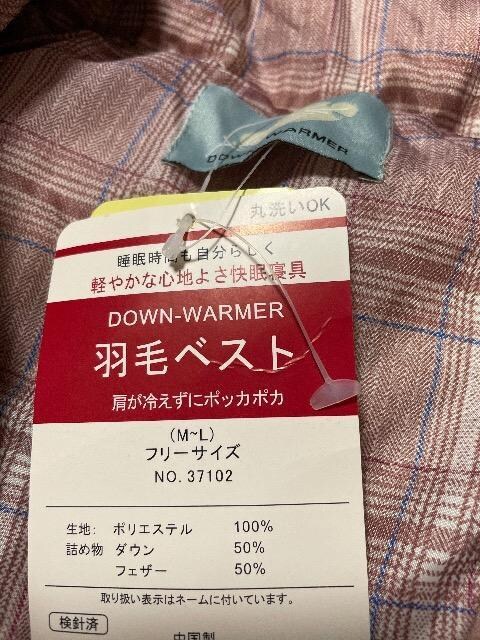 DOWN-WARMER
丸洗いOK
睡眠時間も自分らしく
軽やかな心地よさ快眠寝具
DOWN-WARMER
羽毛ベスト
肩が冷えずにポッカポカ
(M~L)
フリーサイズ
NO. 37102
生地: ポリエステル 100%
詰め物 ダウン 50%
フェザー 50%
取り扱い表示はネームに付いています。
検針済
中国製